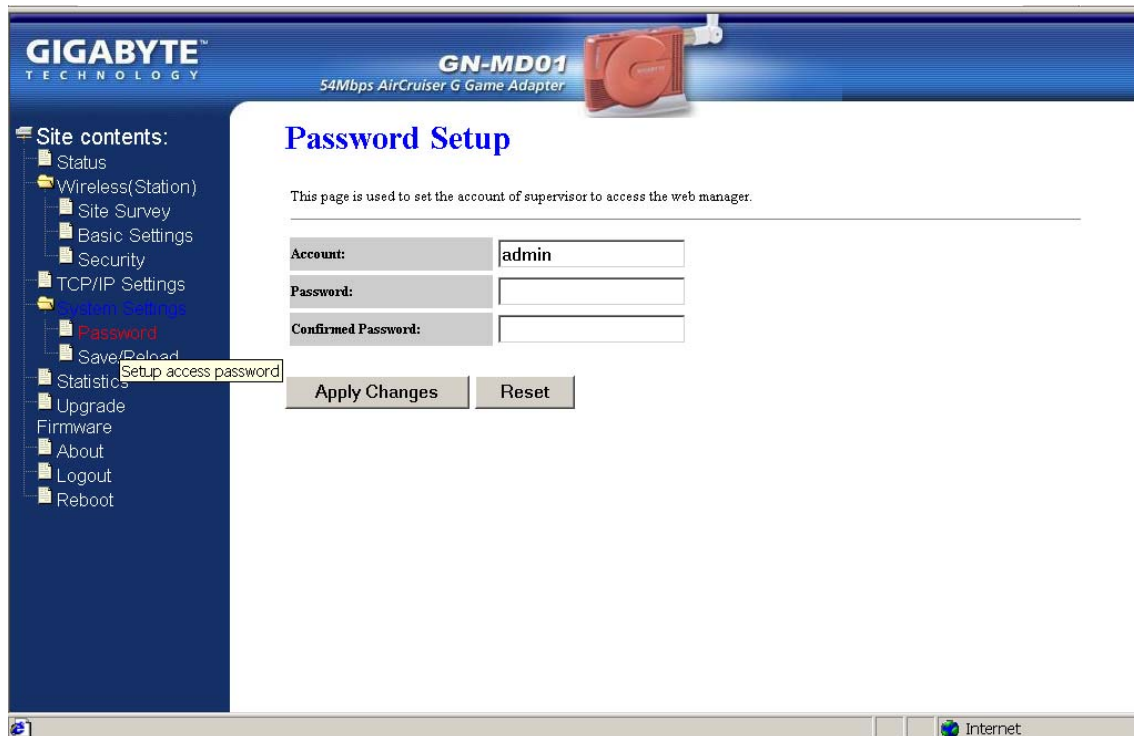 GIGABYTE™
TECHNOLOGY
GN-MD01
54Mbps AirCruiser G Game Adapter
Site contents:
Status
Wireless(Station)
Site Survey
Basic Settings
Security
TCP/IP Settings
System Settings
Password
Save/Reload
Setup access password
Statistics
Upgrade
Firmware
About
Logout
Reboot
Password Setup
This page is used to set the account of supervisor to access the web manager.
Account:
admin
Password:
Confirmed Password:
Apply Changes
Reset
Internet